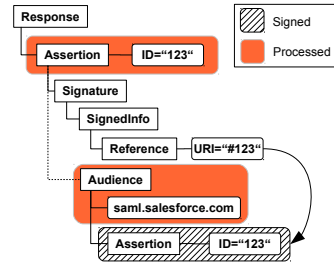 Response
Signed
Processed
Assertion ID="123"
Signature
SignedInfo
Reference URI="#123"
Audience
saml.salesforce.com
Assertion ID="123"